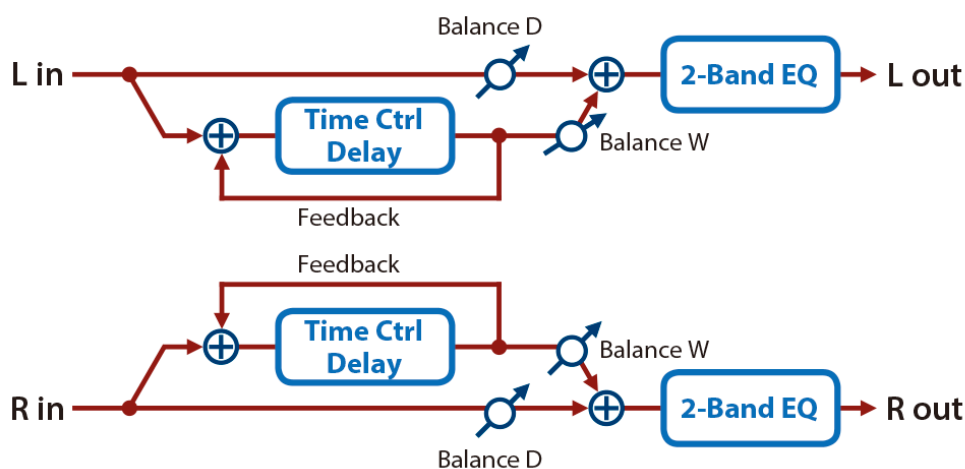 Balance D
L in
2-Band EQ
L out
Time Ctrl
Delay
Balance W
Feedback
Feedback
Time Ctrl
Delay
Balance W
R in
2-Band EQ
R out
Balance D